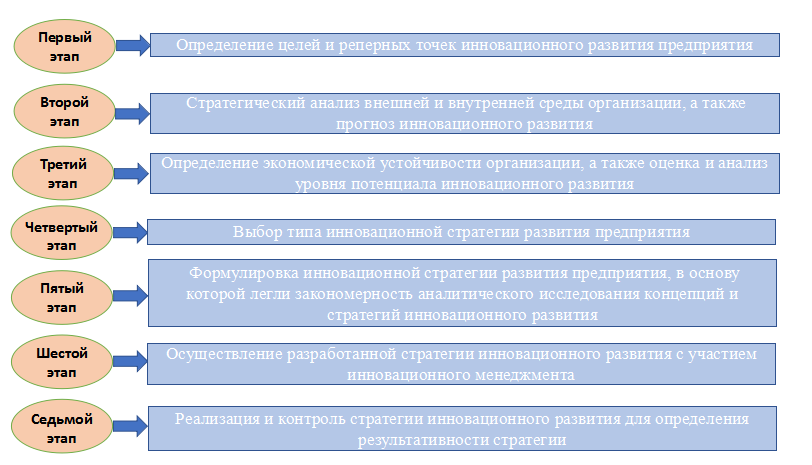 Первый
этап
Определение целей и реперных точек инновационного развития предприятия
Второй
этап
Стратегический анализ внешней и внутренней среды организации, а также
прогноз инновационного развития
Третий
этап
Определение экономической устойчивости организации, а также оценка и анализ
уровня потенциала инновационного развития
Четвертый
этап
Выбор типа инновационной стратегии развития предприятия
Пятый
этап
Формулировка инновационной стратегии развития предприятия, в основу
которой легли закономерность аналитического исследования концепций и
стратегий инновационного развития
Шестой
этап
Осуществление разработанной стратегии инновационного развития с участием
инновационного менеджмента
Седьмой
этап
Реализация и контроль стратегии инновационного развития для определения
результативности стратегии